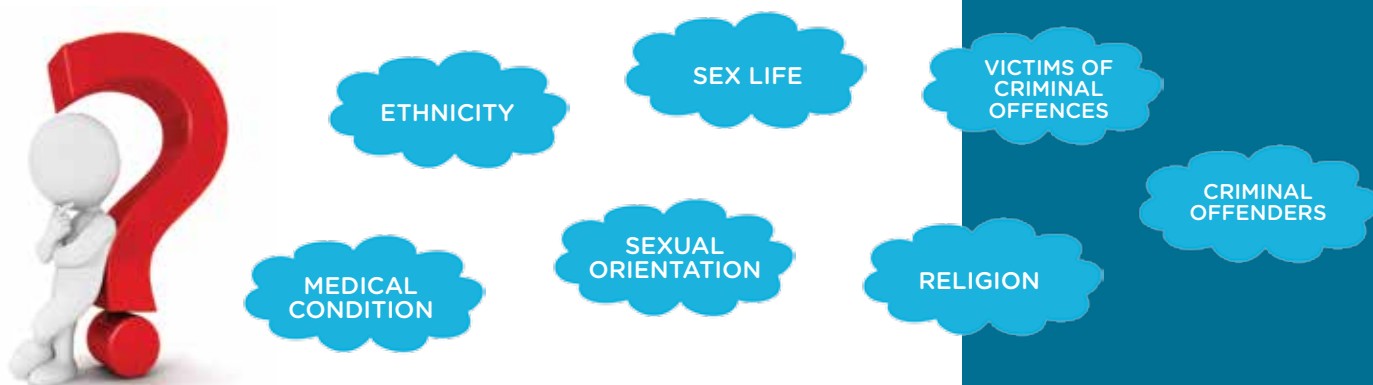 SEX LIFE
VICTIMS OF
CRIMINAL
OFFENCES
ETHNICITY
CRIMINAL
OFFENDERS
SEXUAL
ORIENTATION
RELIGION
MEDICAL
CONDITION